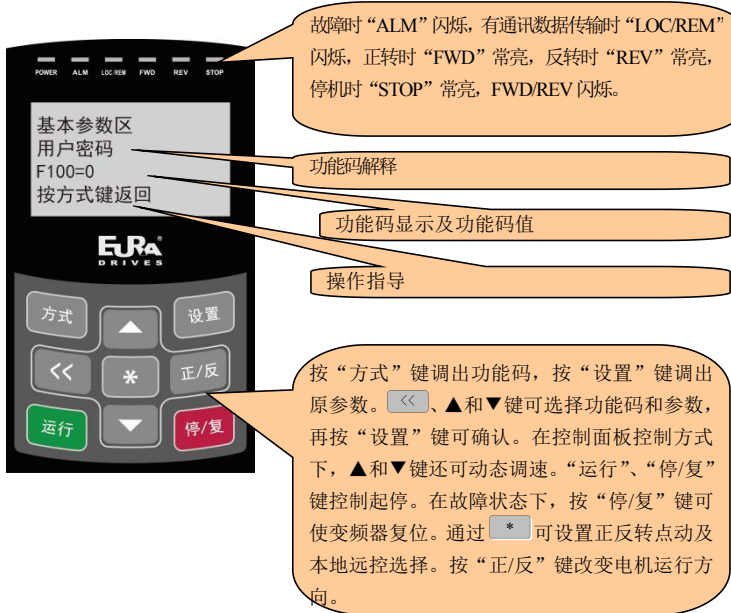 故障时“ALM”闪烁，有通讯数据传输时“LOC/REM”
闪烁，正转时“FWD”常亮，反转时“REV”常亮，
停机时“STOP”常亮，FWD/REV 闪烁。
POWER ALM LOC/REM FWD REV STOP
基本参数区
用户密码
F100=0
按方式键返回
功能码解释
功能码显示及功能码值
操作指导
EURA
DRIVES
方式
设置
<<
*
正/反
运行
停/复
按“方式”键调出功能码，按“设置”键调出
原参数。<<、▲和▼键可选择功能码和参数，
再按“设置”键可确认。在控制面板控制方式
下，▲和▼键还可动态调速。“运行”、“停/复”
键控制起停。在故障状态下，按“停/复”键可
使变频器复位。通过 * 可设置正反转点动及
本地远控选择。按“正/反”键改变电机运行方
向。